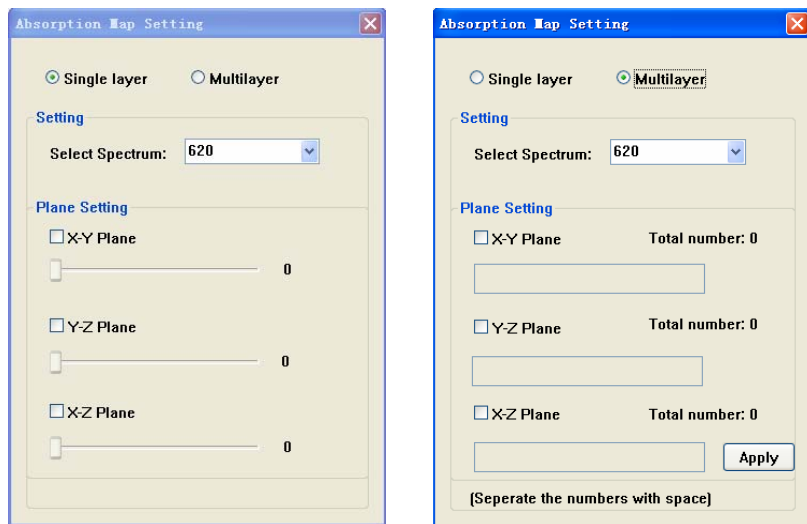 Absorption Map Setting
Single layer Multilayer
Setting
Select Spectrum: 620
Plane Setting
X-Y Plane
0
Y-Z Plane
0
X-Z Plane
0
Absorption Map Setting
Single layer Multilayer
Setting
Select Spectrum: 620
Plane Setting
X-Y Plane Total number: 0
Y-Z Plane Total number: 0
X-Z Plane Total number: 0
Apply
(Seperate the numbers with space)